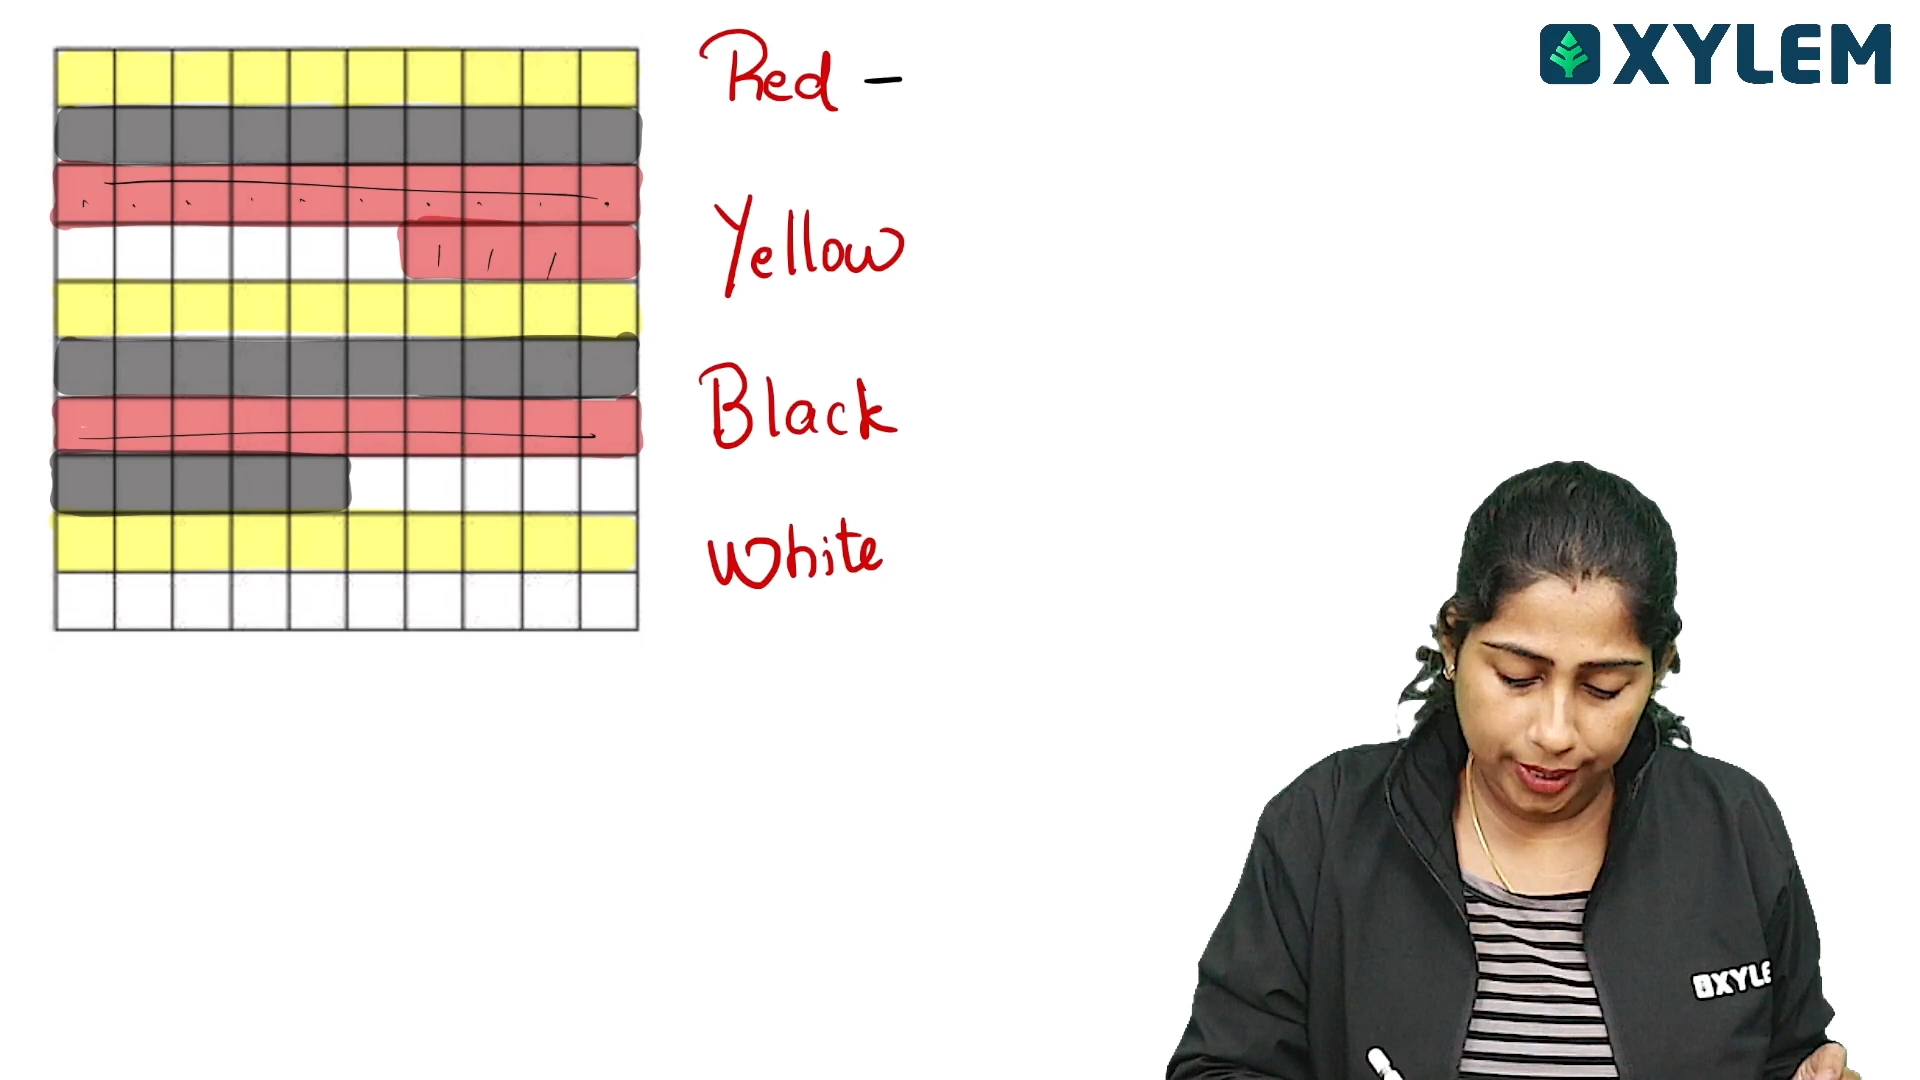 XYLEM
Red –
Yellow
Black
White
XYLE